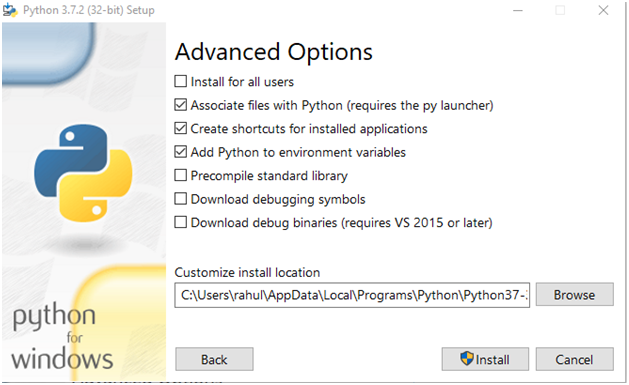 Python 3.7.2 (32-bit) Setup
Advanced Options
Install for all users
Associate files with Python (requires the py launcher)
Create shortcuts for installed applications
Add Python to environment variables
Precompile standard library
Download debugging symbols
Download debug binaries (requires VS 2015 or later)
Customize install location
C:\Users\rahul\AppData\Local\Programs\Python\Python37-
Browse
python
for
windows
Back
Install
Cancel